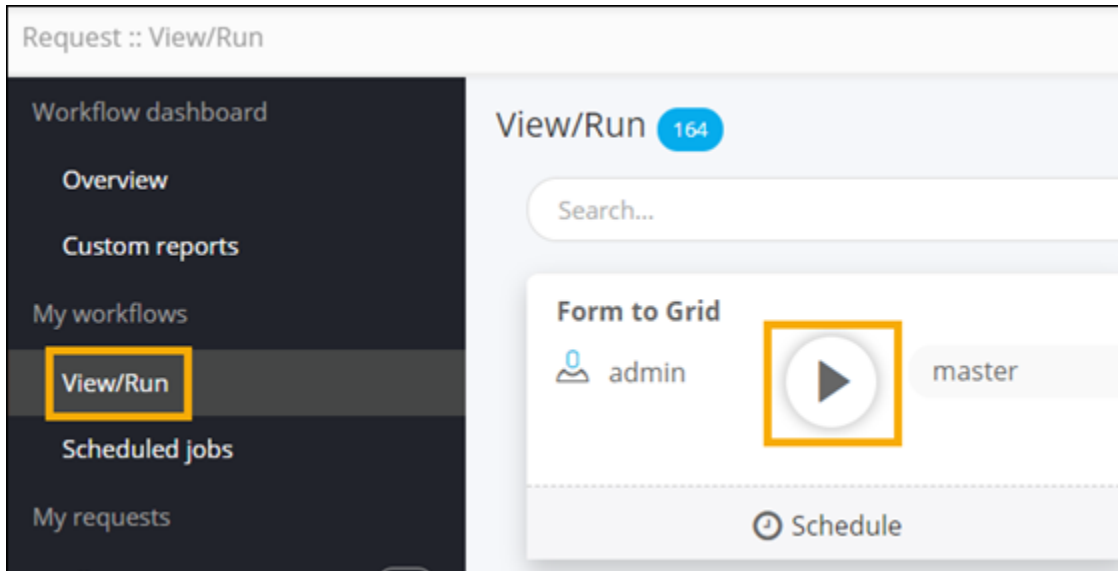 Request :: View/Run
Workflow dashboard
Overview
Custom reports
My workflows
View/Run
Scheduled jobs
My requests
View/Run 164
Search...
Form to Grid
admin
master
Schedule